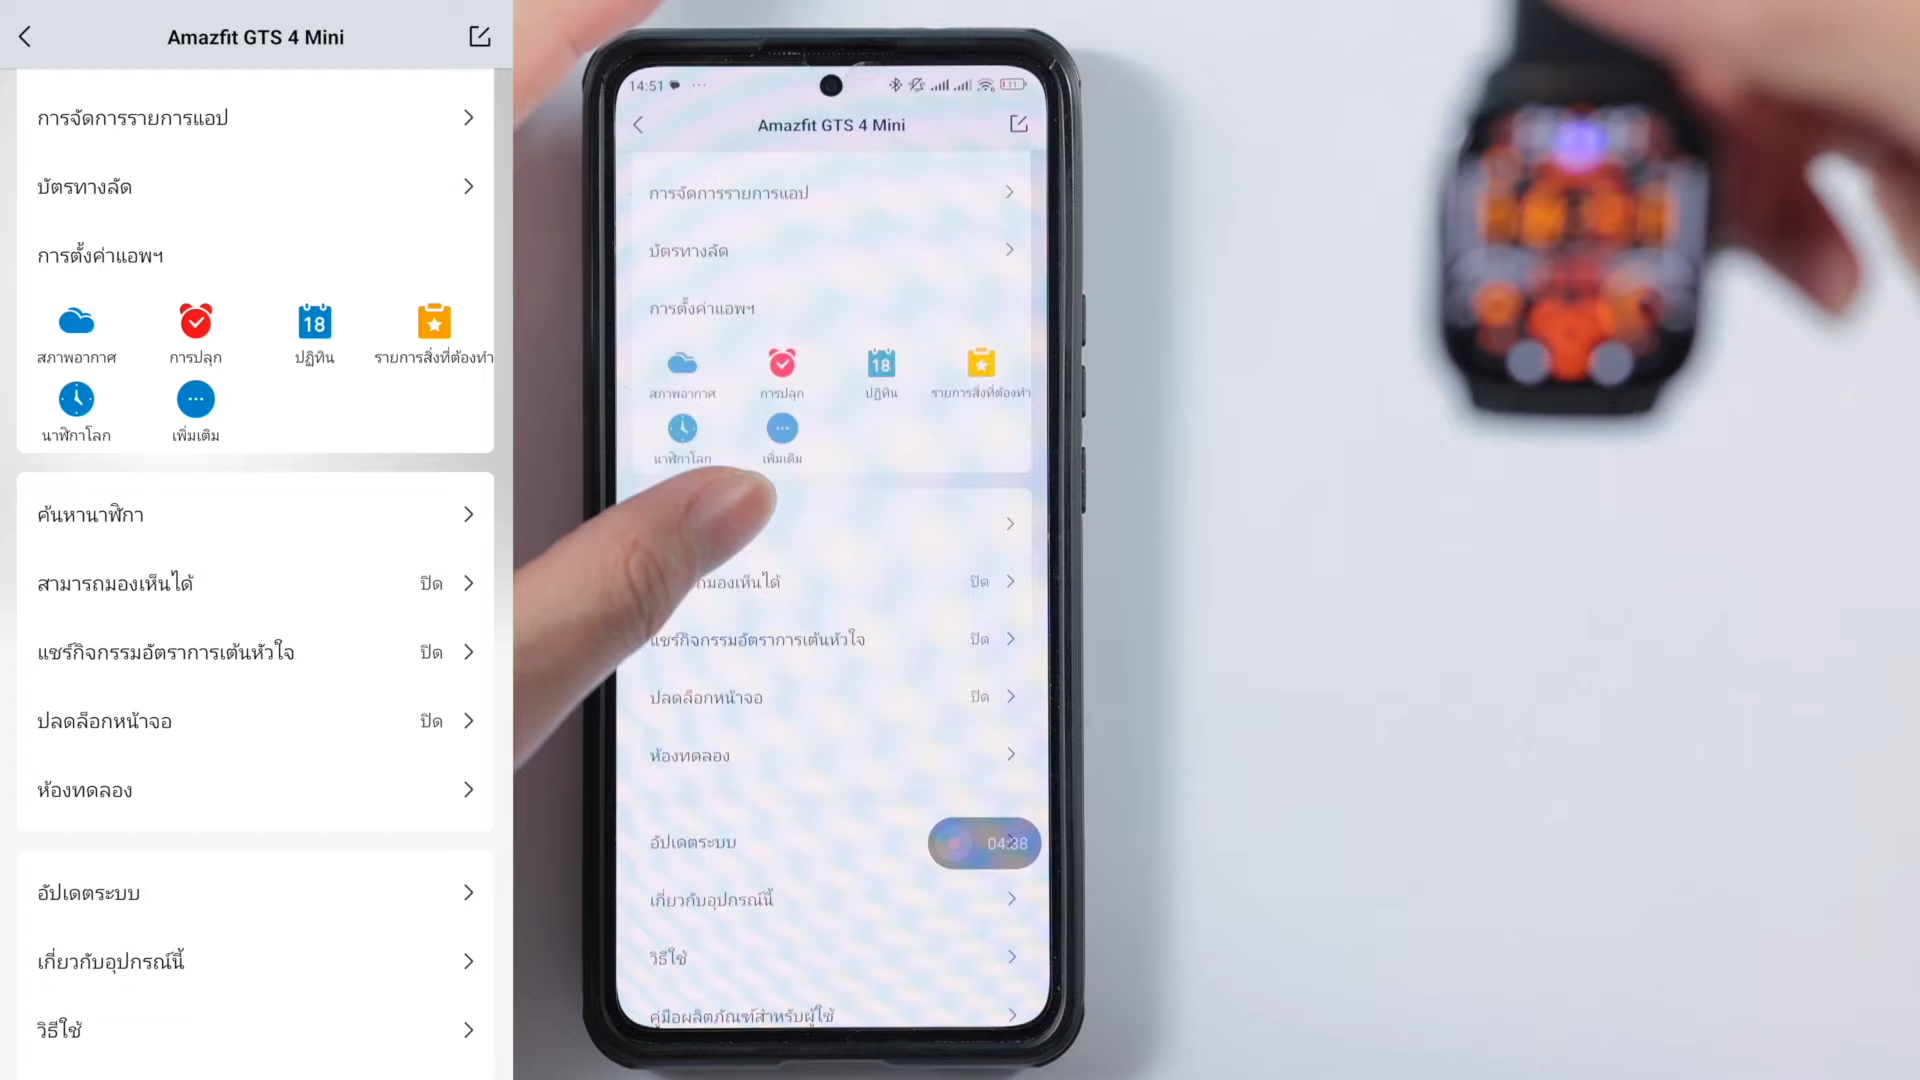 Amazfit GTS 4 Mini
การจัดการรายการแอป
บัตรทางลัด
การตั้งค่าแอพฯ
สภาพอากาศ
การปลุก
18
ปฏิทิน
รายการสิ่งที่ต้องทำ
นาฬิกาโลก
เพิ่มเติม
ค้นหานาฬิกา
สามารถมองเห็นได้ ปิด
แชร์กิจกรรมอัตราการเต้นหัวใจ ปิด
ปลดล็อกหน้าจอ ปิด
ห้องทดลอง
อัปเดตระบบ
เกี่ยวกับอุปกรณ์นี้
วิธีใช้
14:51
Amazfit GTS 4 Mini
การจัดการรายการแอป
บัตรทางลัด
การตั้งค่าแอพฯ
18
สภาพอากาศ การปลุก ปฏิทิน รายการสิ่งที่ต้องทำ
นาฬิกาโลก เพิ่มเติม
ถมองเห็นได้ ปิด
แชร์กิจกรรมอัตราการเต้นหัวใจ ปิด
ปลดล็อกหน้าจอ ปิด
ห้องทดลอง
อัปเดตระบบ 04:38
เกี่ยวกับอุปกรณ์นี้
วิธีใช้
คู่มือผลิตภัณฑ์สำหรับผู้ใช้